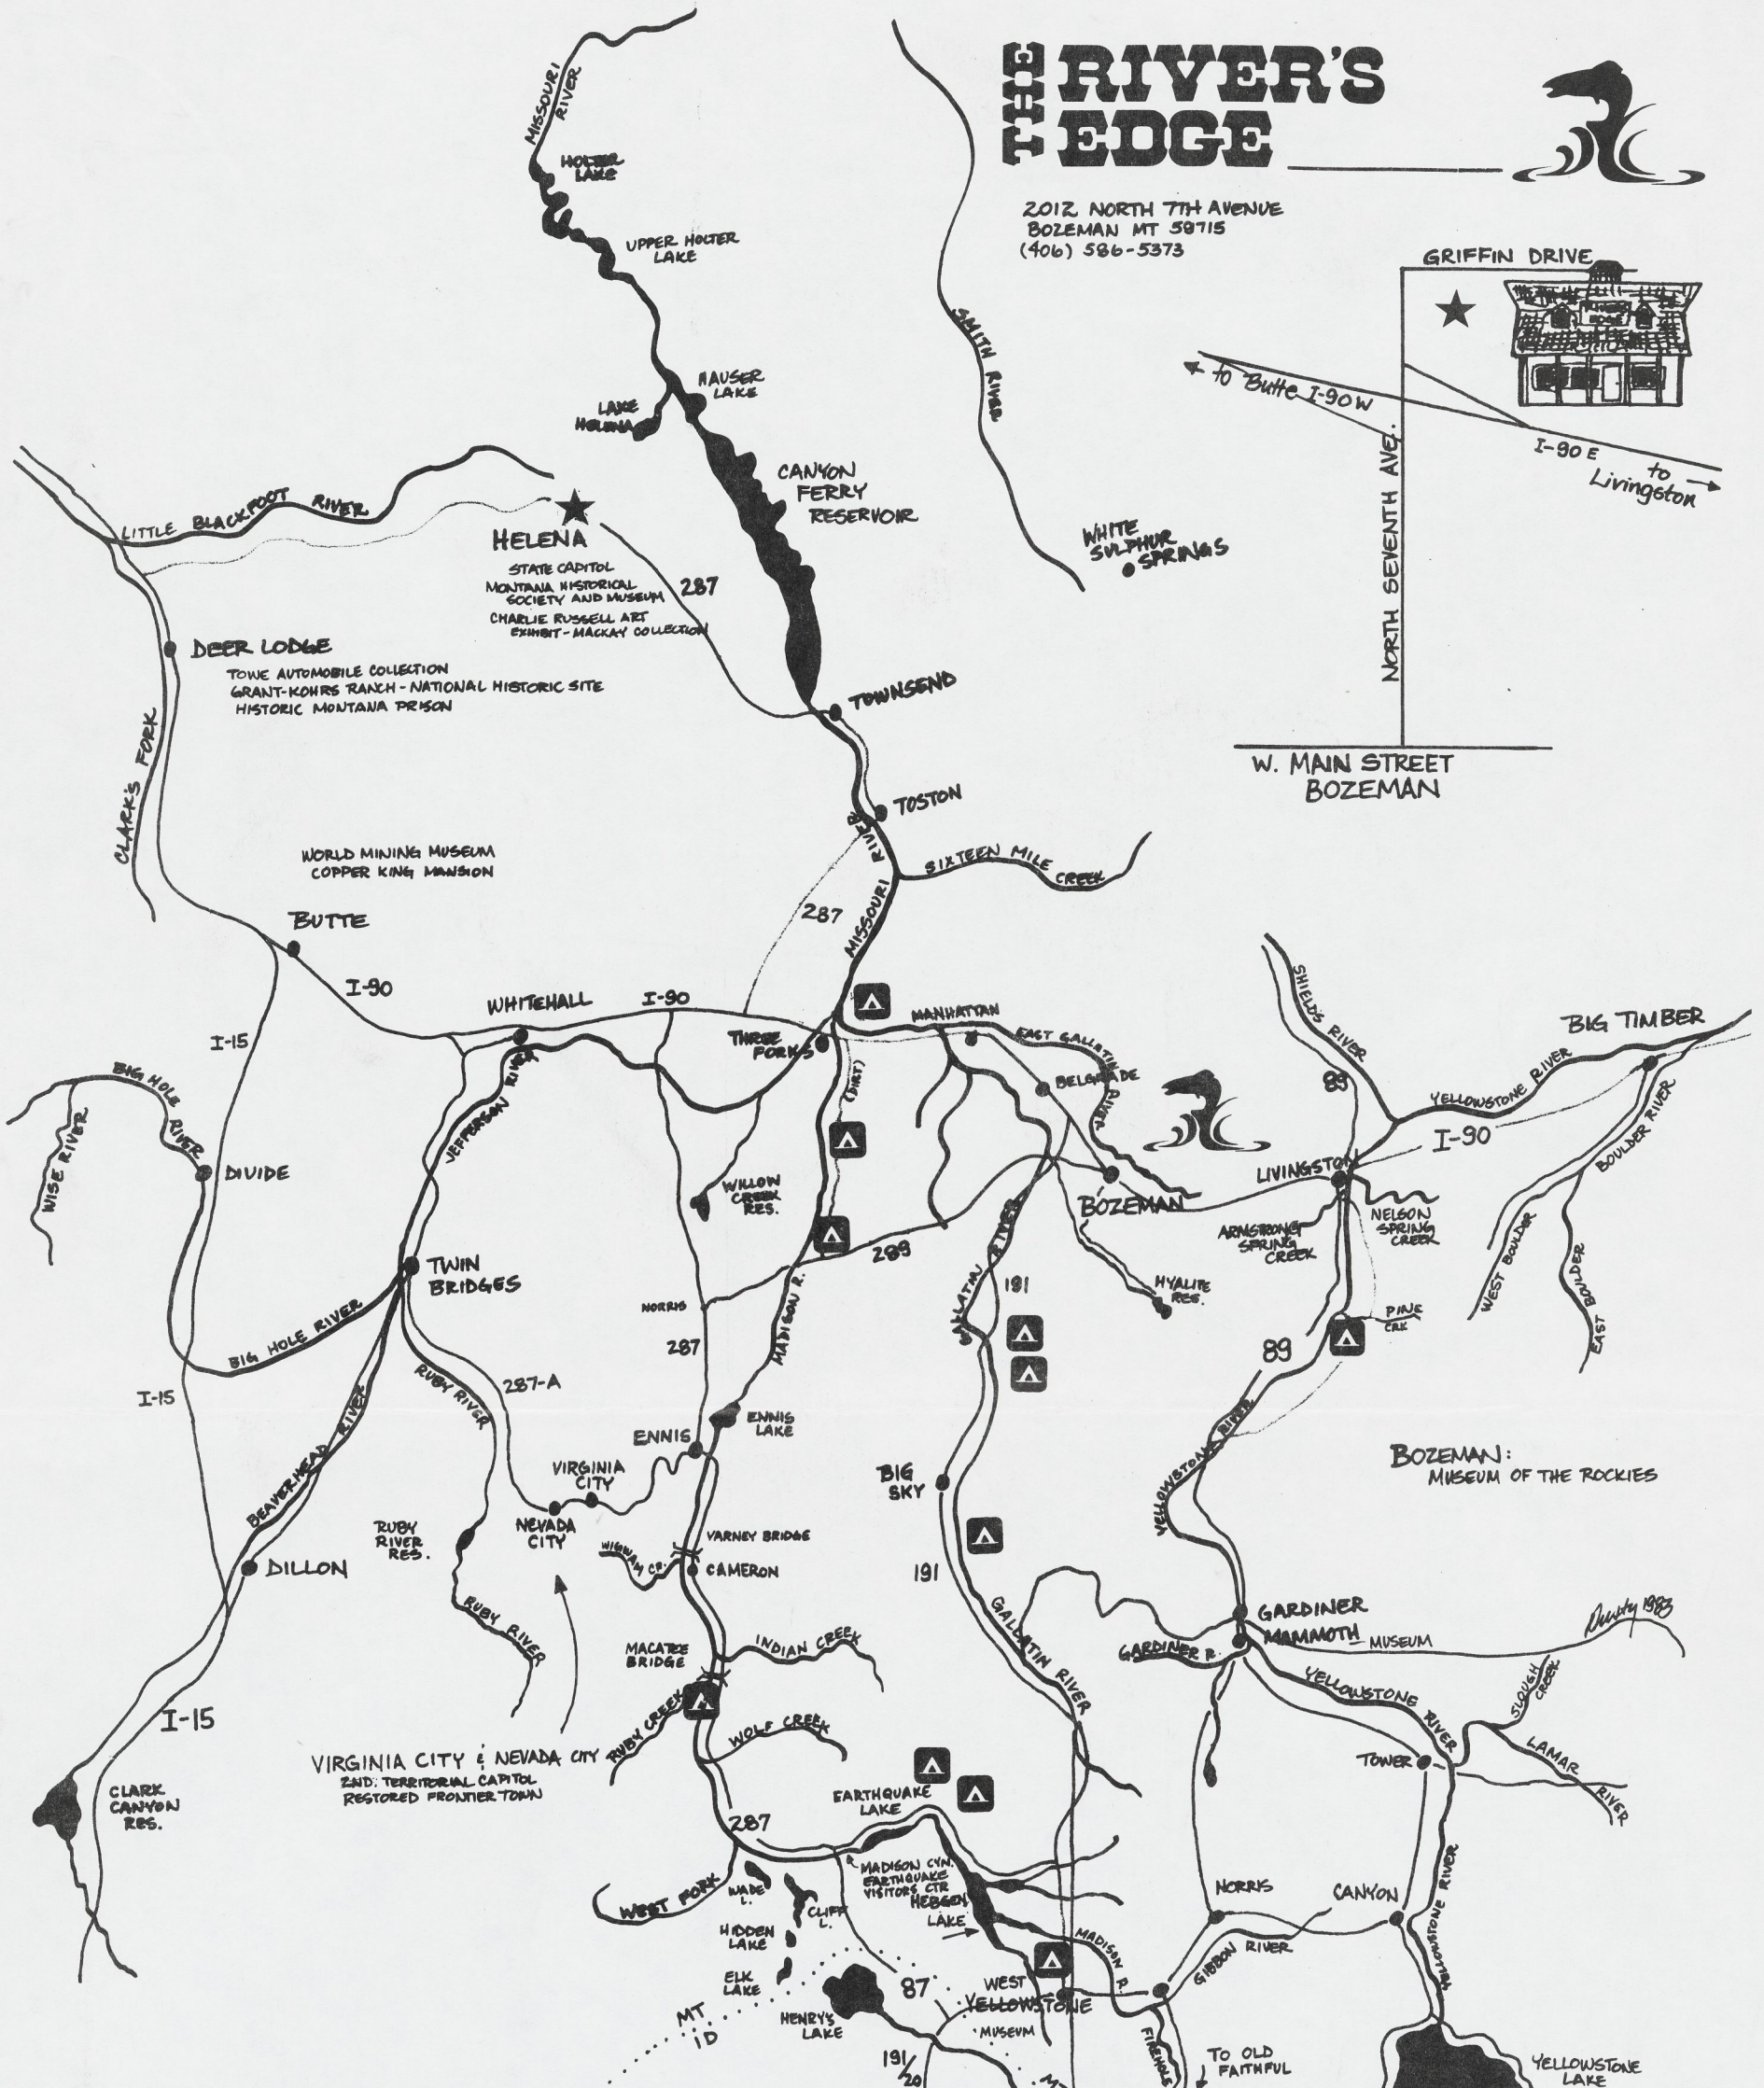 THE RIVER'S
EDGE
2012 NORTH 7TH AVENUE
BOZEMAN MT 59715
(406) 586-5373
GRIFFIN DRIVE
RIVER'S
EDGE
to Butte I-90 W
I-90 E
to
Livingston
NORTH SEVENTH AVE.
W. MAIN STREET
BOZEMAN
MISSOURI
RIVER
HOLTER
LAKE
UPPER HOLTER
LAKE
SMITH RIVER
HAUSER
LAKE
LAKE
HELENA
CANYON
FERRY
RESERVOIR
WHITE
SULPHUR
SPRINGS
LITTLE BLACKFOOT RIVER
HELENA
STATE CAPITOL
MONTANA HISTORICAL
SOCIETY AND MUSEUM
CHARLIE RUSSELL ART
EXHIBIT-MACKAY COLLECTION
287
DEER LODGE
TOWE AUTOMOBILE COLLECTION
GRANT-KOHRS RANCH-NATIONAL HISTORIC SITE
HISTORIC MONTANA PRISON
CLARK'S FORK
TOWNSEND
TOSTON
MISSOURI RIVER
SIXTEEN MILE
CREEK
287
WORLD MINING MUSEUM
COPPER KING MANSION
BUTTE
I-90
WHITEHALL
I-90
I-15
THREE
FORKS
MANHATTAN
EAST GALLATIN
RIVER
(DIRT)
BELGRADE
SHIELD'S RIVER
89
BIG TIMBER
YELLOWSTONE RIVER
I-90
BOULDER RIVER
WEST BOULDER
EAST BOULDER
BIG HOLE
RIVER
WISE RIVER
DIVIDE
JEFFERSON RIVER
WILLOW
CREEK
RES.
BOZEMAN
LIVINGSTON
ARMSTRONG
SPRING
CREEK
NELSON
SPRING
CREEK
TWIN
BRIDGES
BIG HOLE RIVER
NORRIS
289
287
MADISON R.
GALLATIN RIVER
191
HYALITE
RES.
PINE
CRK
89
I-15
RUBY RIVER
287-A
BEAVERHEAD RIVER
ENNIS
ENNIS
LAKE
VIRGINIA
CITY
NEVADA
CITY
BIG
SKY
YELLOWSTONE RIVER
BOZEMAN:
MUSEUM OF THE ROCKIES
RUBY
RIVER
RES.
DILLON
WIGWAM CR.
VARNEY BRIDGE
CAMERON
191
RUBY RIVER
MACATEE
BRIDGE
INDIAN CREEK
GALLATIN RIVER
GARDINER
MAMMOTH MUSEUM
GARDINER R.
1983
YELLOWSTONE
RIVER
SLOUGH
CREEK
LAMAR
RIVER
TOWER
I-15
RUBY CREEK
WOLF CREEK
VIRGINIA CITY & NEVADA CITY
2ND. TERRITORIAL CAPITOL
RESTORED FRONTIER TOWN
CLARK
CANYON
RES.
EARTHQUAKE
LAKE
287
MADISON CYN.
EARTHQUAKE
VISITORS CTR
HEBGEN
LAKE
WEST FORK
WADE
L.
CLIFF
L.
HIDDEN
LAKE
ELK
LAKE
MADISON R.
NORRIS
CANYON
GIBBON RIVER
YELLOWSTONE RIVER
YELLOWSTONE
MT
ID
HENRY'S
LAKE
87
WEST
YELLOWSTONE
MUSEUM
191/20
FIREHOLE
TO OLD
FAITHFUL
YELLOWSTONE
LAKE